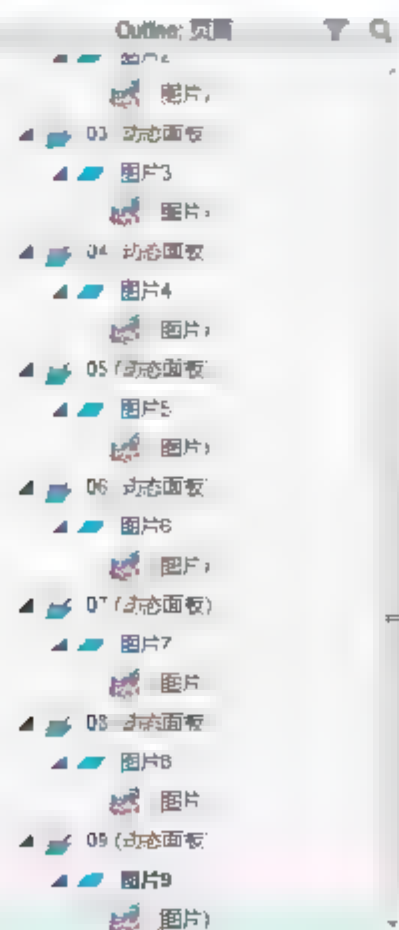 Outline: 页面
图片2
(图片)
03 (动态面板)
图片3
(图片)
04 (动态面板)
图片4
(图片)
05 (动态面板)
图片5
(图片)
06 (动态面板)
图片6
(图片)
07 (动态面板)
图片7
(图片)
08 (动态面板)
图片8
(图片)
09 (动态面板)
图片9
(图片)